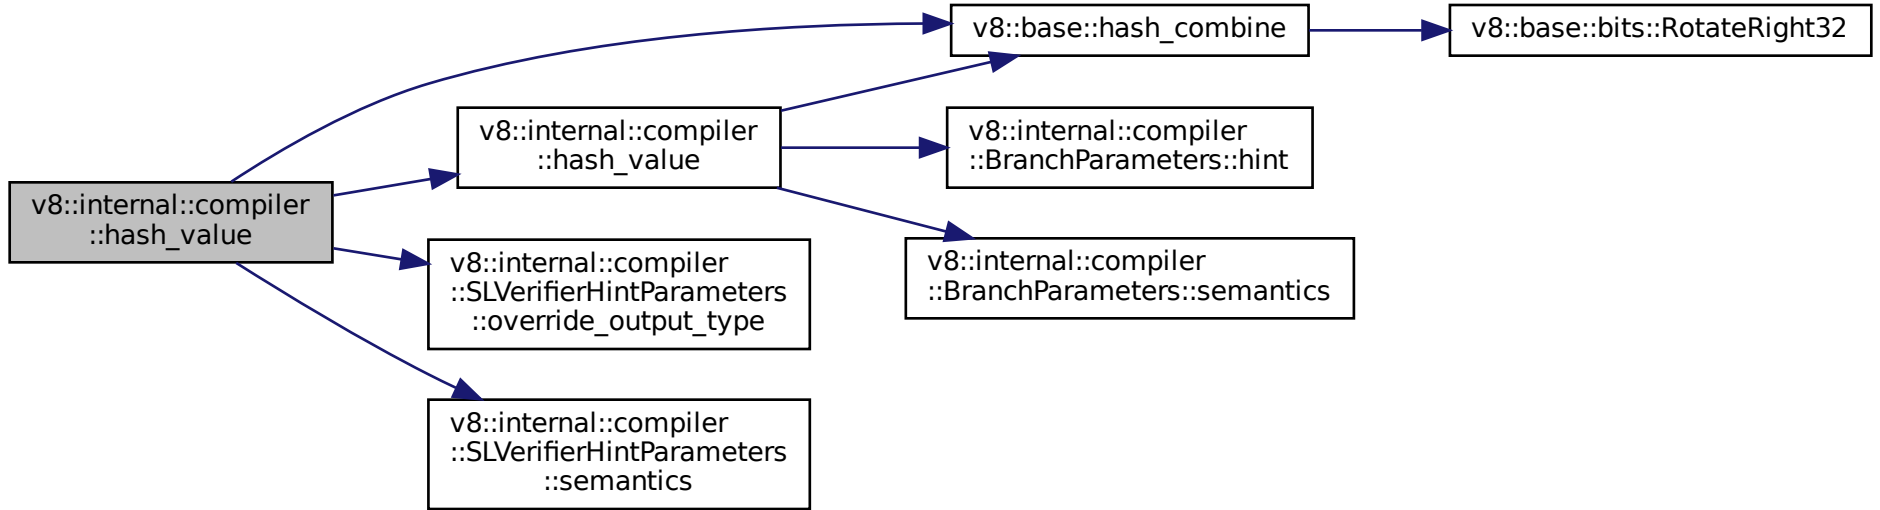 v8::internal::compiler
::hash_value
v8::base::hash_combine
v8::internal::compiler
::hash_value
v8::internal::compiler
::SLVerifierHintParameters
::override_output_type
v8::internal::compiler
::SLVerifierHintParameters
::semantics
v8::base::bits::RotateRight32
v8::internal::compiler
::BranchParameters::hint
v8::internal::compiler
::BranchParameters::semantics